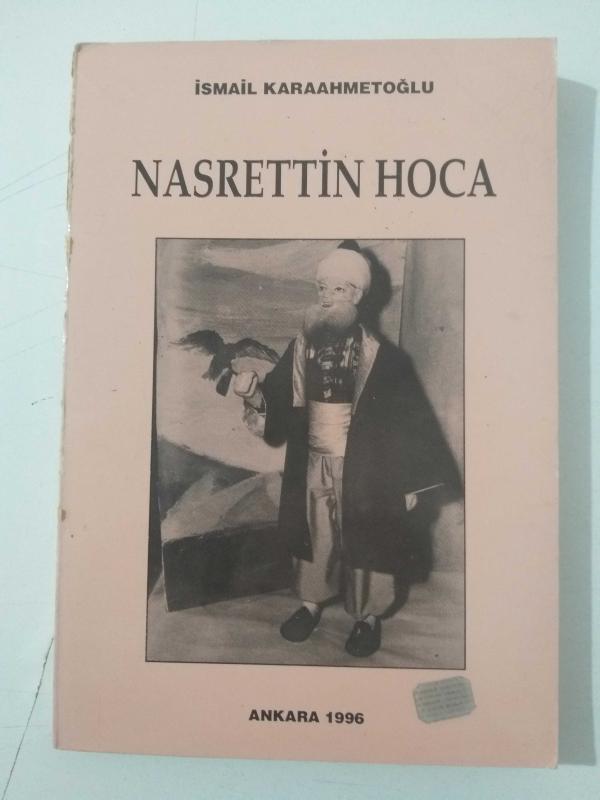 İSMAİL KARAAHMETOĞLU
NASRETTİN HOCA
ANKARA 1996